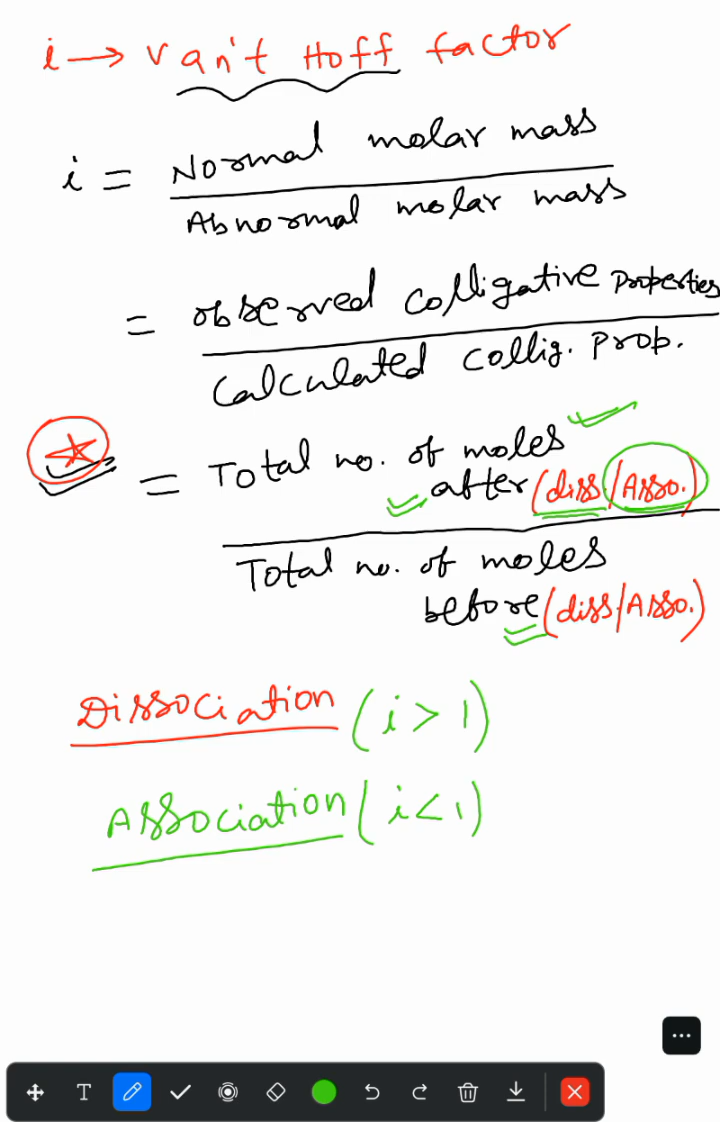 i → van't Hoff factor
i = Normal molar mass
Abnormal molar mass
= observed colligative properties
calculated collig. prop.
= Total no. of moles
after (diss/Asso.)
Total no. of moles
before (diss/Asso.)
Dissociation (i > 1)
Association (i < 1)
T